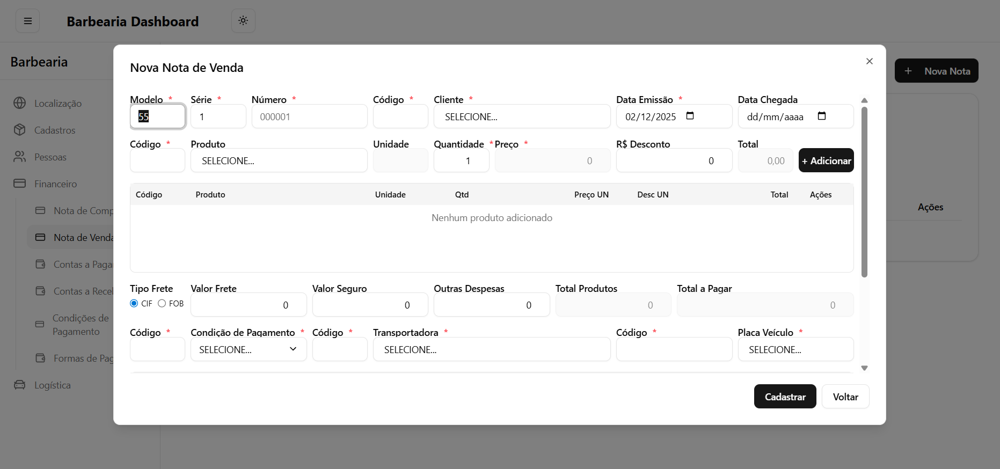 Barbearia Dashboard
Barbearia
Nova Nota
Localização
Cadastros
Pessoas
Financeiro
Nota de Comp
Nota de Venda
Contas a Pagar
Contas a Rece
Condições de
Pagamento
Formas de Pag
Logística
Ações
Nova Nota de Venda
Modelo * Série * Número * Código * Cliente * Data Emissão * Data Chegada
55 1 000001 SELECIONE... 02/12/2025 dd/mm/aaaa
Código * Produto Unidade Quantidade * Preço * R$ Desconto Total
SELECIONE... 1 0 0 0,00 + Adicionar
Código Produto Unidade Qtd Preço UN Desc UN Total Ações
Nenhum produto adicionado
Tipo Frete Valor Frete Valor Seguro Outras Despesas Total Produtos Total a Pagar
CIF FOB 0 0 0 0 0
Código * Condição de Pagamento * Código * Transportadora * Código * Placa Veículo *
SELECIONE... SELECIONE... SELECIONE...
Cadastrar Voltar